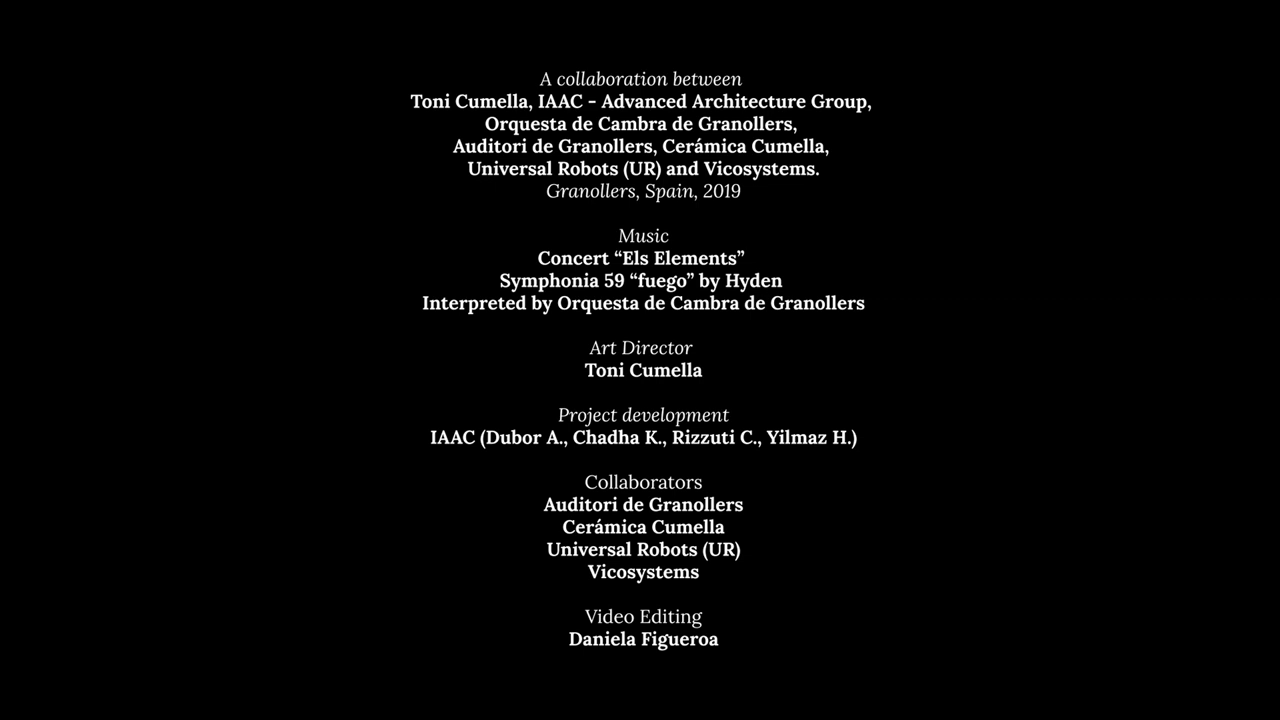 A collaboration between
Toni Cumella, IAAC - Advanced Architecture Group,
Orquesta de Cambra de Granollers,
Auditori de Granollers, Cerámica Cumella,
Universal Robots (UR) and Vicosystems.
Granollers, Spain, 2019
Music
Concert “Els Elements”
Symphonia 59 “fuego” by Hyden
Interpreted by Orquesta de Cambra de Granollers
Art Director
Toni Cumella
Project development
IAAC (Dubor A., Chadha K., Rizzuti C., Yilmaz H.)
Collaborators
Auditori de Granollers
Cerámica Cumella
Universal Robots (UR)
Vicosystems
Video Editing
Daniela Figueroa